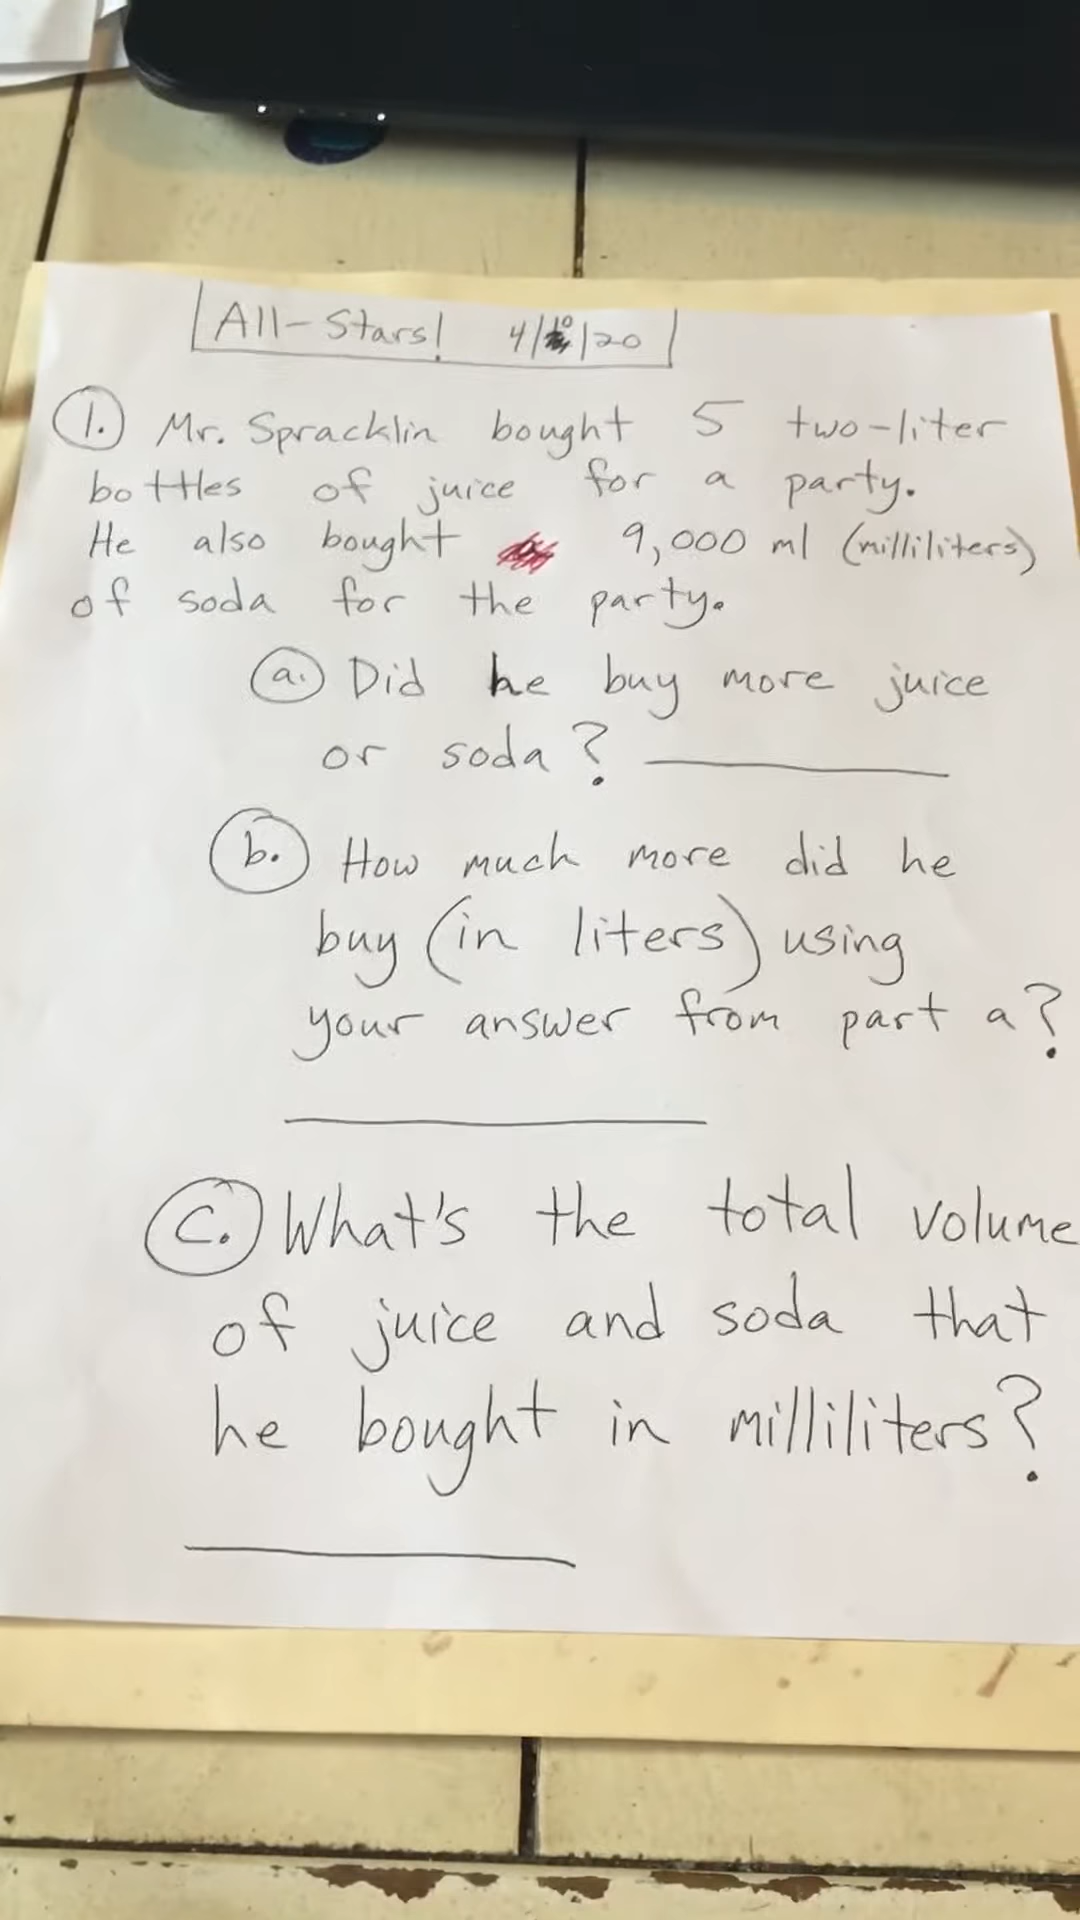 All-Stars! 4/10/20
1. Mr. Spracklin bought 5 two-liter
bottles of juice for a party.
He also bought 9,000 ml (milliliters)
of soda for the party.
a. Did he buy more juice
or soda?
b. How much more did he
buy (in liters) using
your answer from part a?
c. What's the total volume
of juice and soda that
he bought in milliliters?